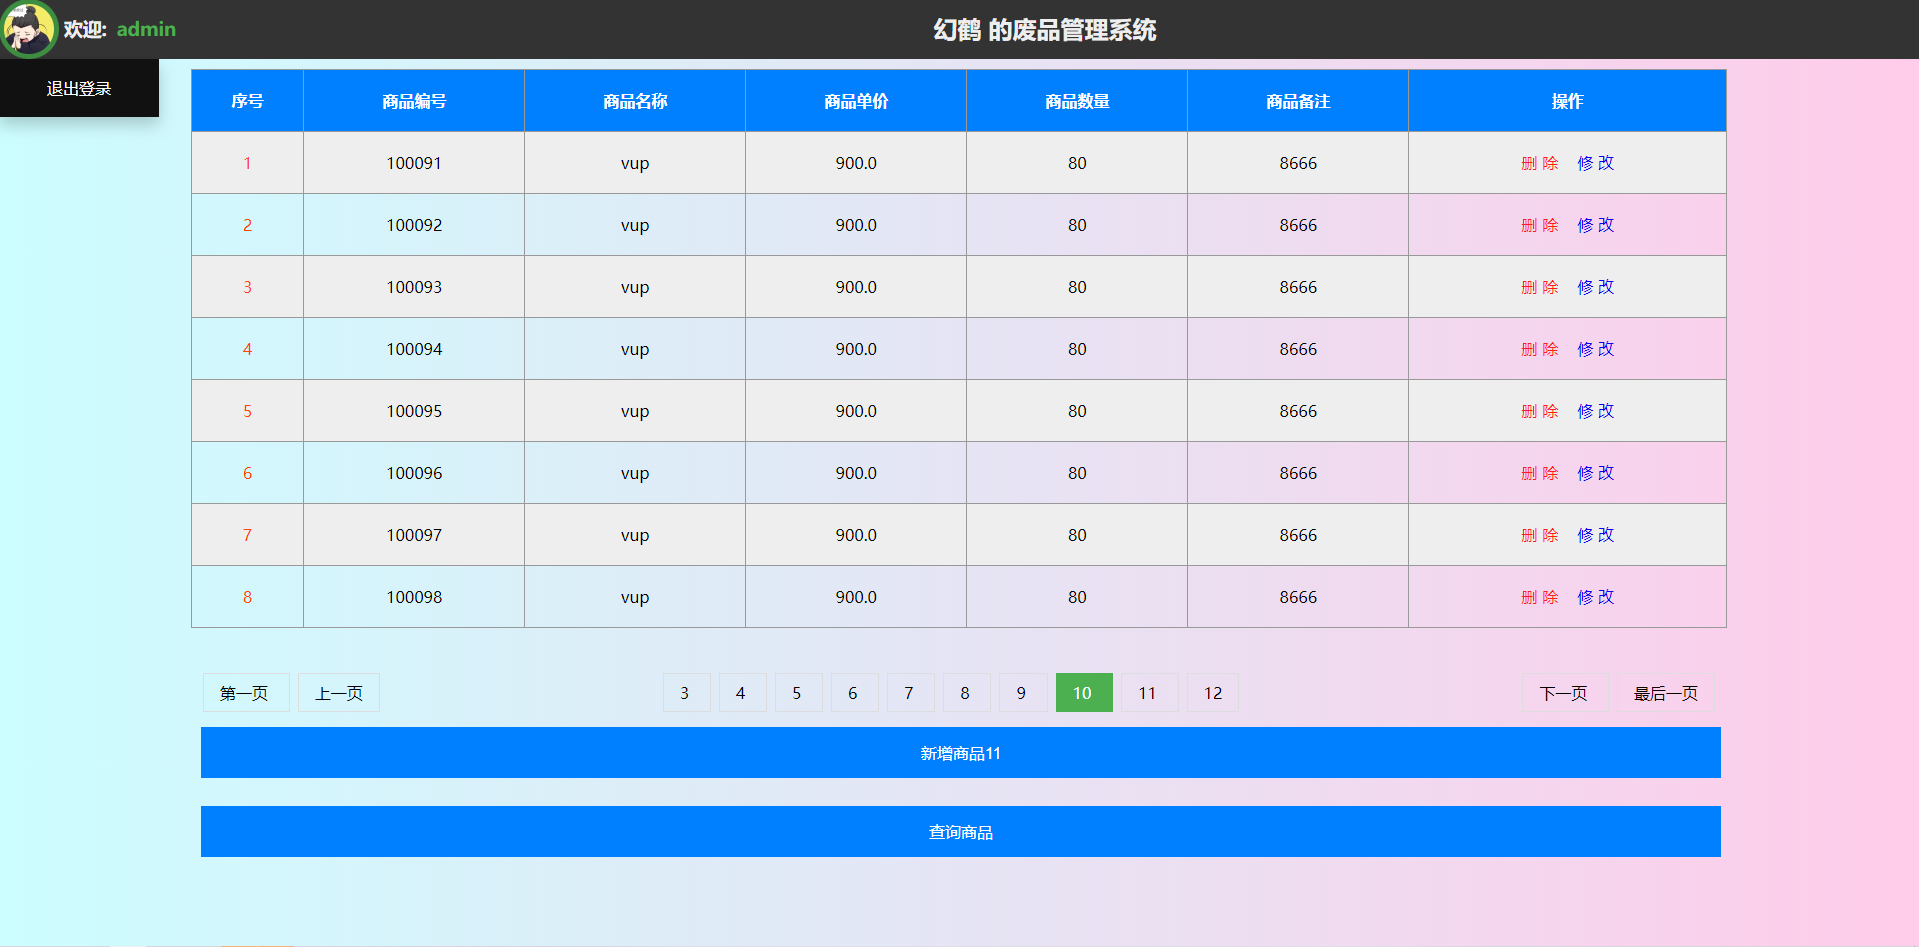 欢迎: admin
幻鹤 的废品管理系统
退出登录
序号 商品编号 商品名称 商品单价 商品数量 商品备注 操作
1 100091 vup 900.0 80 8666 删 除 修 改
2 100092 vup 900.0 80 8666 删 除 修 改
3 100093 vup 900.0 80 8666 删 除 修 改
4 100094 vup 900.0 80 8666 删 除 修 改
5 100095 vup 900.0 80 8666 删 除 修 改
6 100096 vup 900.0 80 8666 删 除 修 改
7 100097 vup 900.0 80 8666 删 除 修 改
8 100098 vup 900.0 80 8666 删 除 修 改
第一页 上一页 3 4 5 6 7 8 9 10 11 12 下一页 最后一页
新增商品11
查询商品